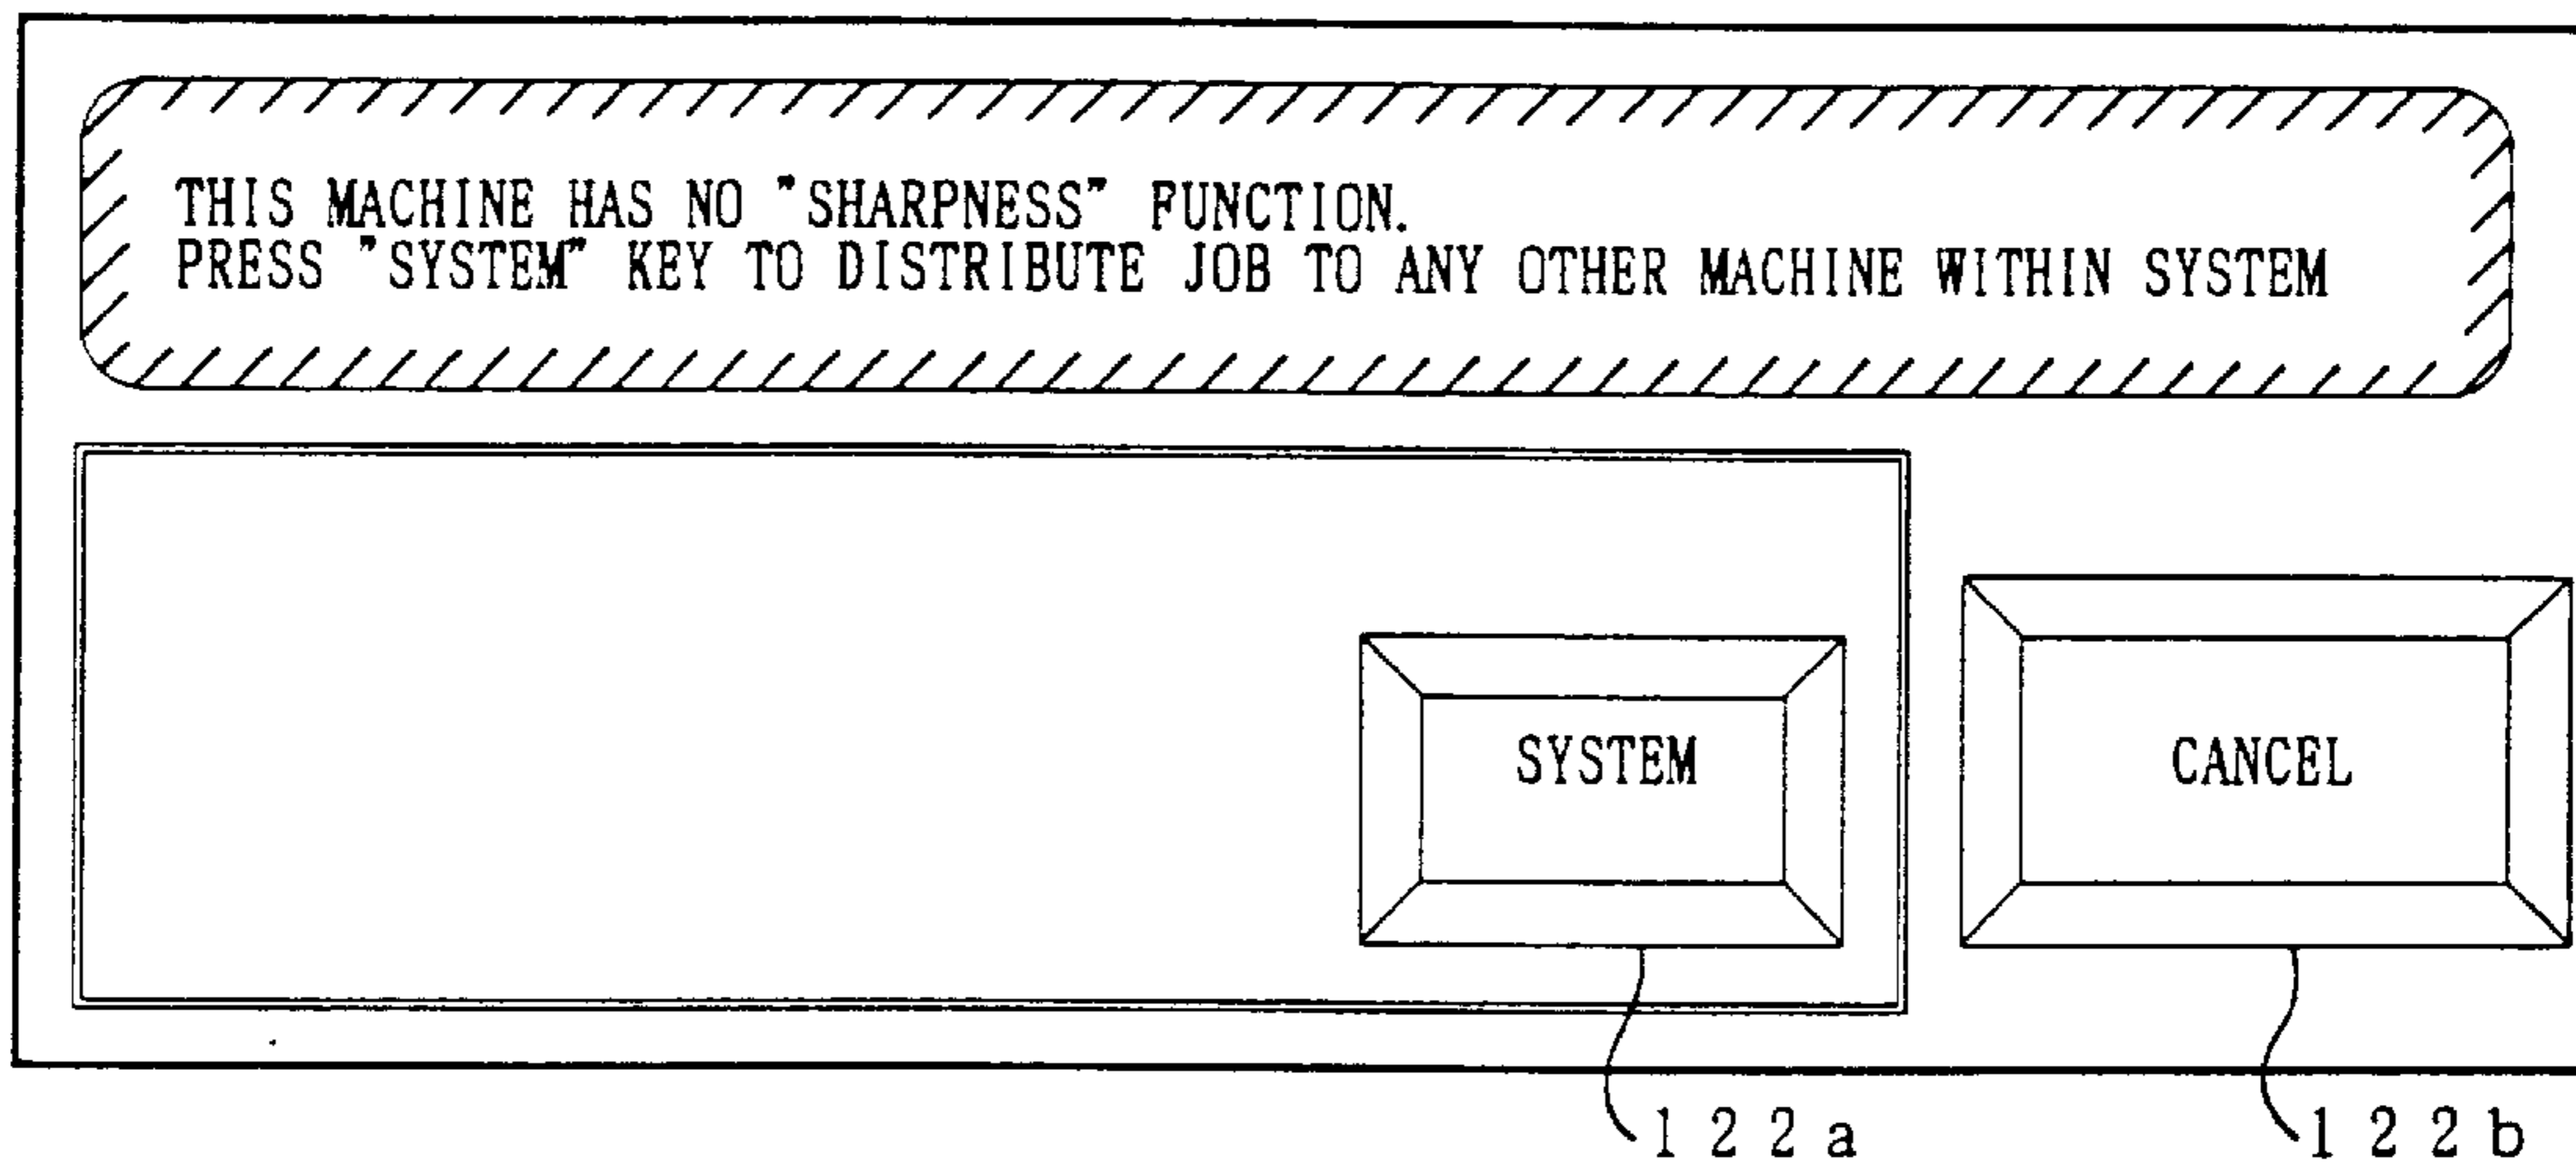 THIS MACHINE HAS NO "SHARPNESS" FUNCTION.
PRESS "SYSTEM" KEY TO DISTRIBUTE JOB TO ANY OTHER MACHINE WITHIN SYSTEM
SYSTEM
CANCEL
122a
122b